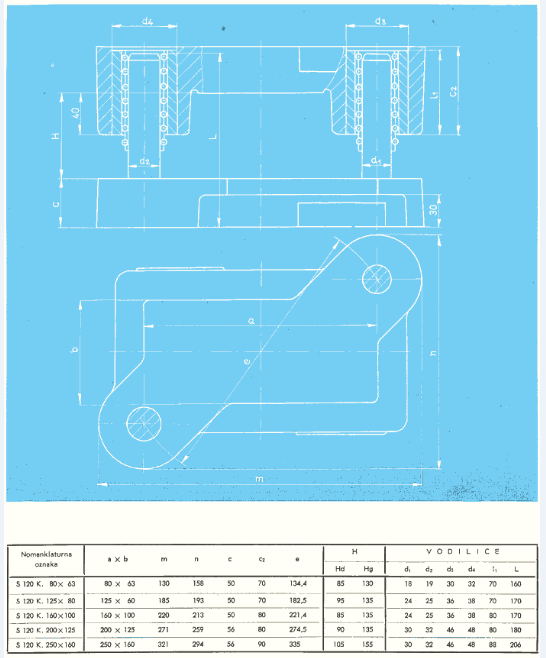 d₄
d₃
40
H
L
l₁
c₂
d₂
d₁
c
30
a
b
e
n
m
Nomenklaturna oznaka a × b m n c c₂ e H V O D I L I C E
Hd Hg d₁ d₂ d₃ d₄ l₁ L
S 120 K. 80× 63 80 × 63 130 158 50 70 134,4 85 130 18 19 30 32 70 160
S 120 K. 125× 80 125 × 60 185 193 50 70 182,5 95 135 24 25 36 38 70 170
S 120 K. 160×100 160 × 100 220 213 50 80 221,4 85 135 24 25 36 38 80 170
S 120 K. 200×125 200 × 125 271 259 56 80 274,5 90 135 30 32 46 48 80 180
S 120 K. 250×160 250 × 160 321 294 56 90 335 105 155 30 32 46 48 88 206